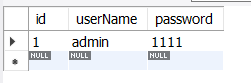 id userName password
1 admin 1111
NULL NULL NULL